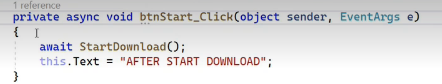 1 reference
private async void btnStart_Click(object sender, EventArgs e)
{
    await StartDownload();
    this.Text = "AFTER START DOWNLOAD";
}